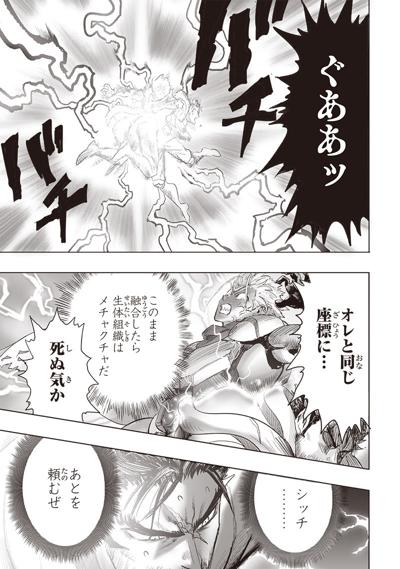 ぐああッ
バチ
バチ
オレと同じ
座標に…
このまま
融合したら
生体組織は
メチャクチャだ
死ぬ気か
シッチ
………
あとを
頼むぜ